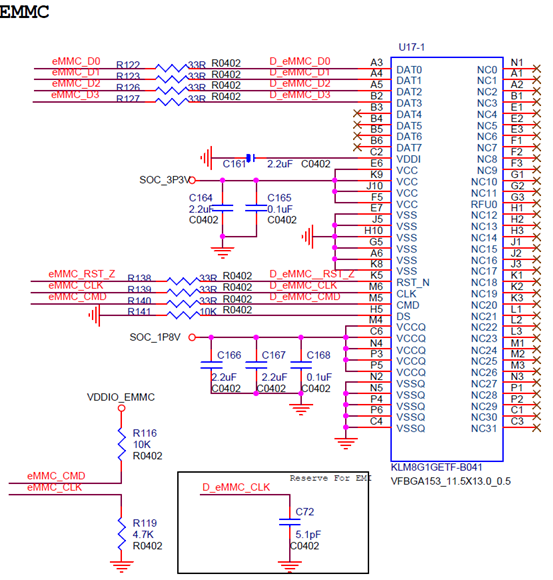 EMMC
U17-1
eMMC_D0 R122 33R R0402 D_eMMC_D0 A3 DAT0 NC0 N1
eMMC_D1 R123 33R R0402 D_eMMC_D1 A4 DAT1 NC1 A1
eMMC_D2 R126 33R R0402 D_eMMC_D2 A5 DAT2 NC2 A2
eMMC_D3 R127 33R R0402 D_eMMC_D3 B2 DAT3 NC3 B1
B3 DAT4 NC4 E1
B4 DAT5 NC5 E2
B5 DAT6 NC6 E3
B6 DAT7 NC7 F1
C161 2.2uF C0402 C2 VDDI NC8 F2
E6 VCC NC9 F3
SOC_3P3V K9 VCC NC10 G1
J10 VCC NC11 G2
C164 C165 F5 VCC RFU0 G3
2.2uF 0.1uF E7 VSS NC12 H1
C0402 C0402 J5 VSS NC13 H2
H10 VSS NC14 H3
G5 VSS NC15 J1
A6 VSS NC16 J2
K8 VSS NC17 J3
eMMC_RST_Z R138 33R R0402 D_eMMC__RST_Z K5 RST_N NC18 K1
eMMC_CLK R139 33R R0402 D_eMMC_CLK M6 CLK NC19 K2
eMMC_CMD R140 33R R0402 D_eMMC_CMD M5 CMD NC20 K3
R141 10K R0402 H5 DS NC21 L1
M4 VCCQ NC22 L2
SOC_1P8V C6 VCCQ NC23 L3
N4 VCCQ NC24 M1
C166 C167 C168 P3 VCCQ NC25 M2
P5 VCCQ NC26 M3
2.2uF 2.2uF 0.1uF N2 VSSQ NC27 N3
C0402 C0402 C0402 N5 VSSQ NC28 P1
P4 VSSQ NC29 P2
P6 VSSQ NC30 C1
C4 VSSQ NC31 C3
VDDIO_EMMC
R116
10K
R0402
KLM8G1GETF-B041
VFBGA153_11.5X13.0_0.5
eMMC_CMD
eMMC_CLK
Reserve For EMI
D_eMMC_CLK
R119
4.7K
R0402
C72
5.1pF
C0402